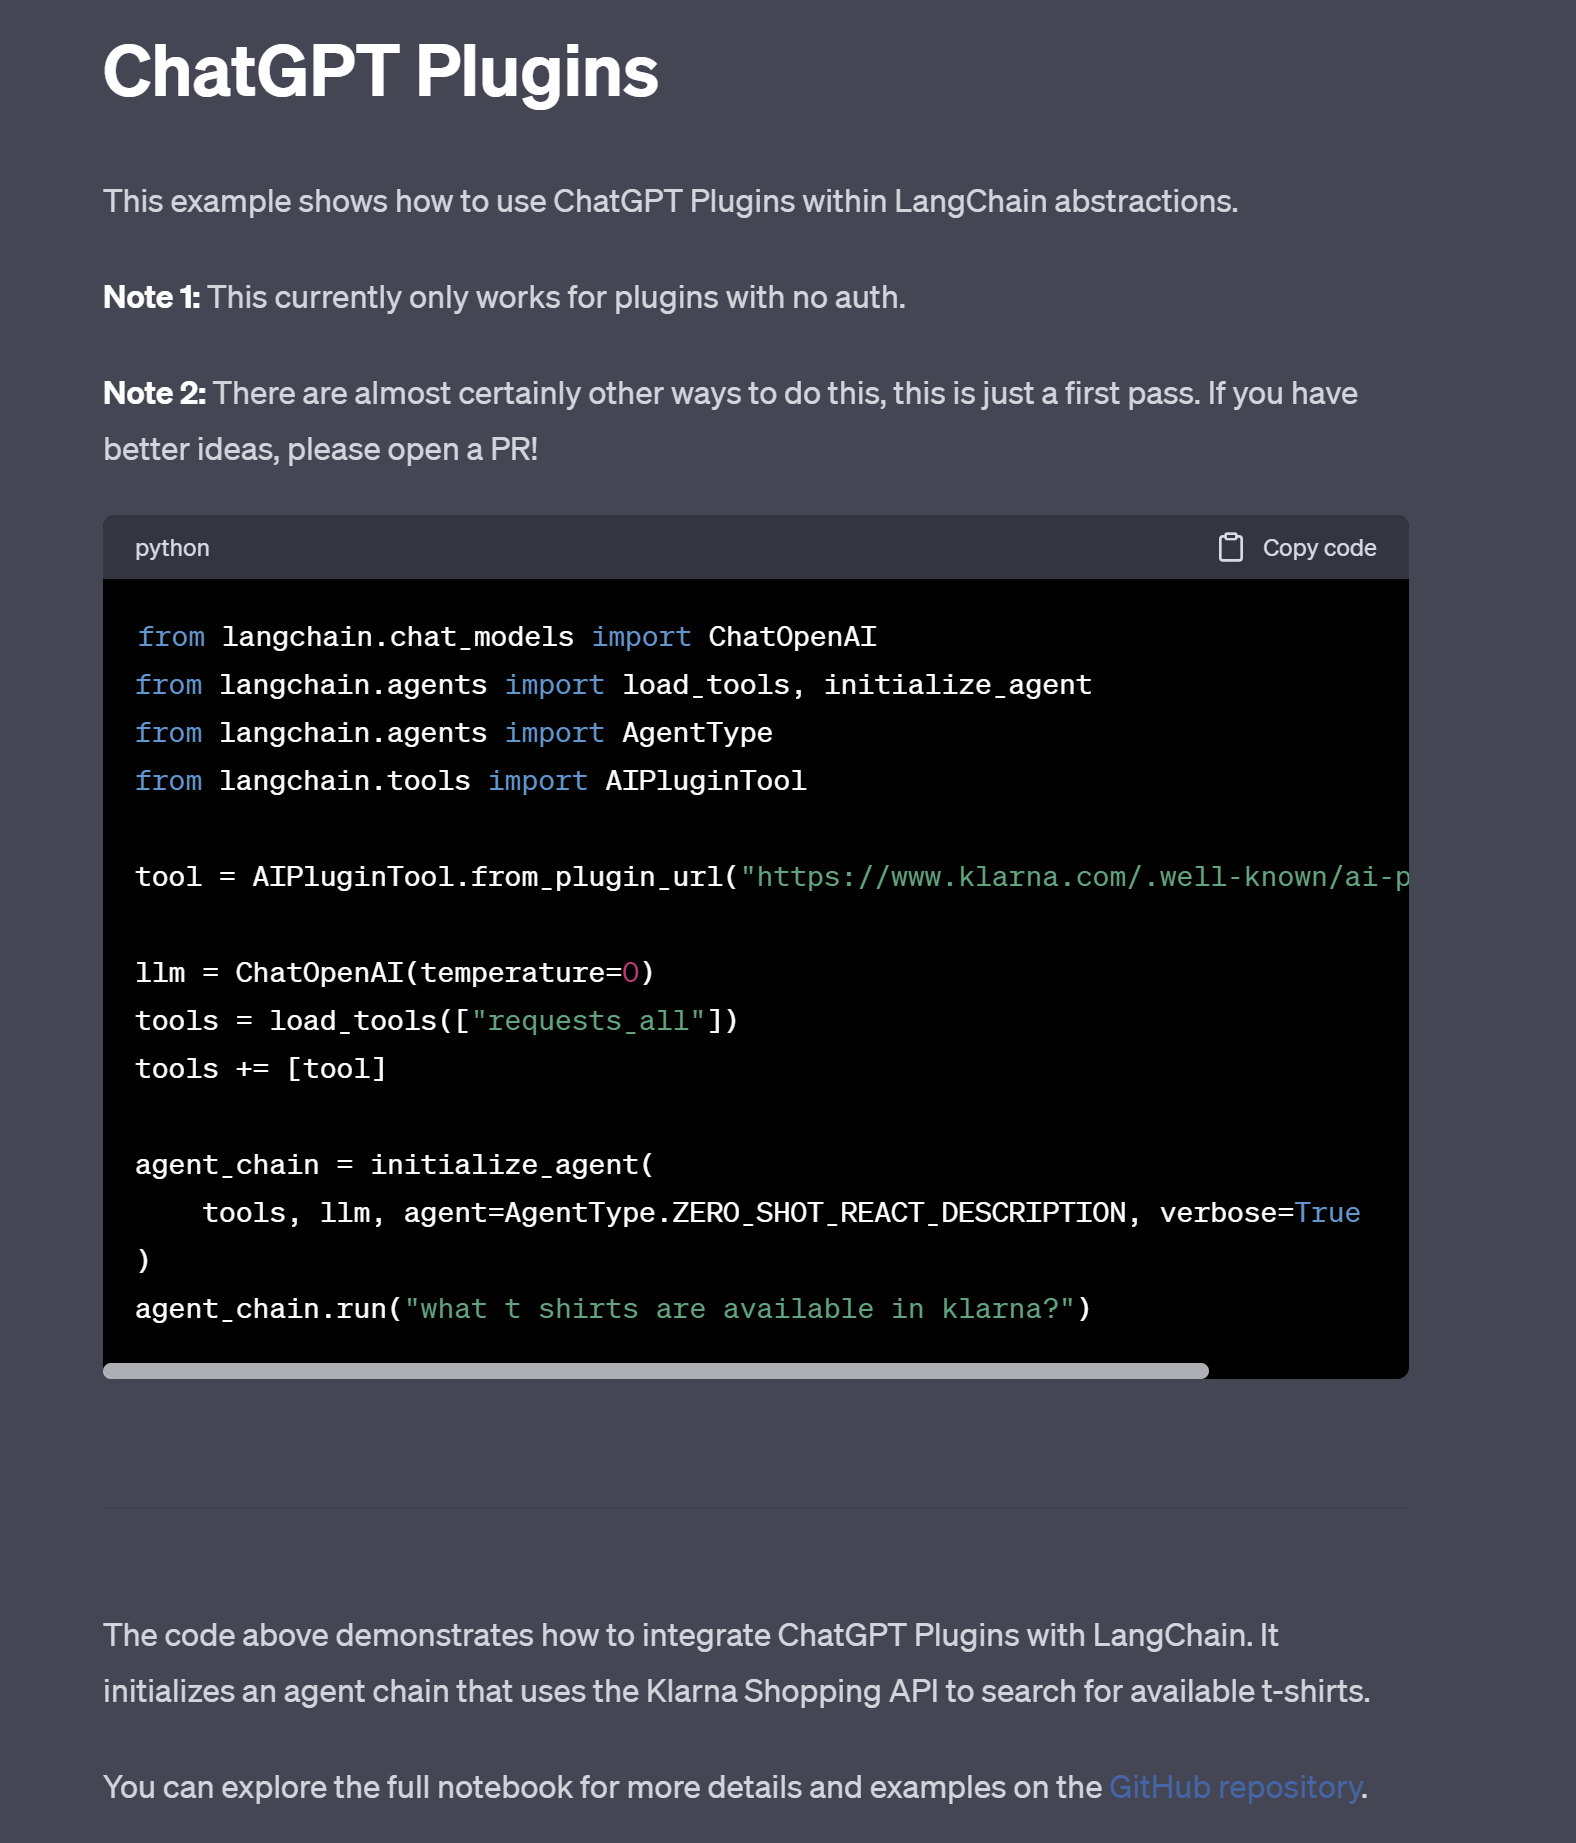 ChatGPT Plugins
This example shows how to use ChatGPT Plugins within LangChain abstractions.
Note 1: This currently only works for plugins with no auth.
Note 2: There are almost certainly other ways to do this, this is just a first pass. If you have
better ideas, please open a PR!
python Copy code
from langchain.chat_models import ChatOpenAI
from langchain.agents import load_tools, initialize_agent
from langchain.agents import AgentType
from langchain.tools import AIPluginTool
tool = AIPluginTool.from_plugin_url("https://www.klarna.com/.well-known/ai-p
llm = ChatOpenAI(temperature=0)
tools = load_tools(["requests_all"])
tools += [tool]
agent_chain = initialize_agent(
    tools, llm, agent=AgentType.ZERO_SHOT_REACT_DESCRIPTION, verbose=True
)
agent_chain.run("what t shirts are available in klarna?")
The code above demonstrates how to integrate ChatGPT Plugins with LangChain. It
initializes an agent chain that uses the Klarna Shopping API to search for available t-shirts.
You can explore the full notebook for more details and examples on the GitHub repository.